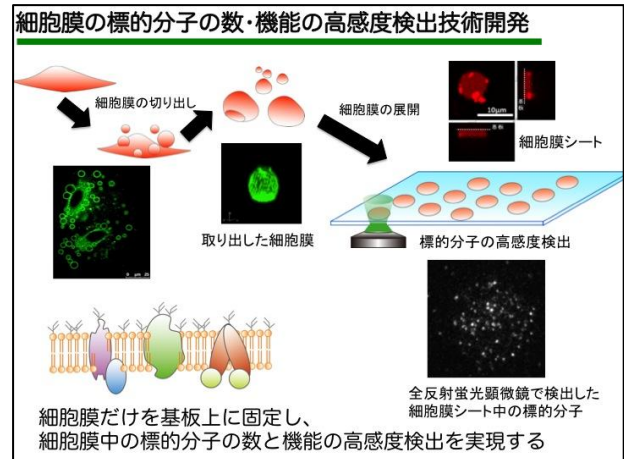 細胞膜の標的分子の数・機能の高感度検出技術開発
細胞膜の切り出し
細胞膜の展開
10μm
細胞膜シート
取り出した細胞膜
標的分子の高感度検出
全反射蛍光顕微鏡で検出した
細胞膜シート中の標的分子
細胞膜だけを基板上に固定し、
細胞膜中の標的分子の数と機能の高感度検出を実現する